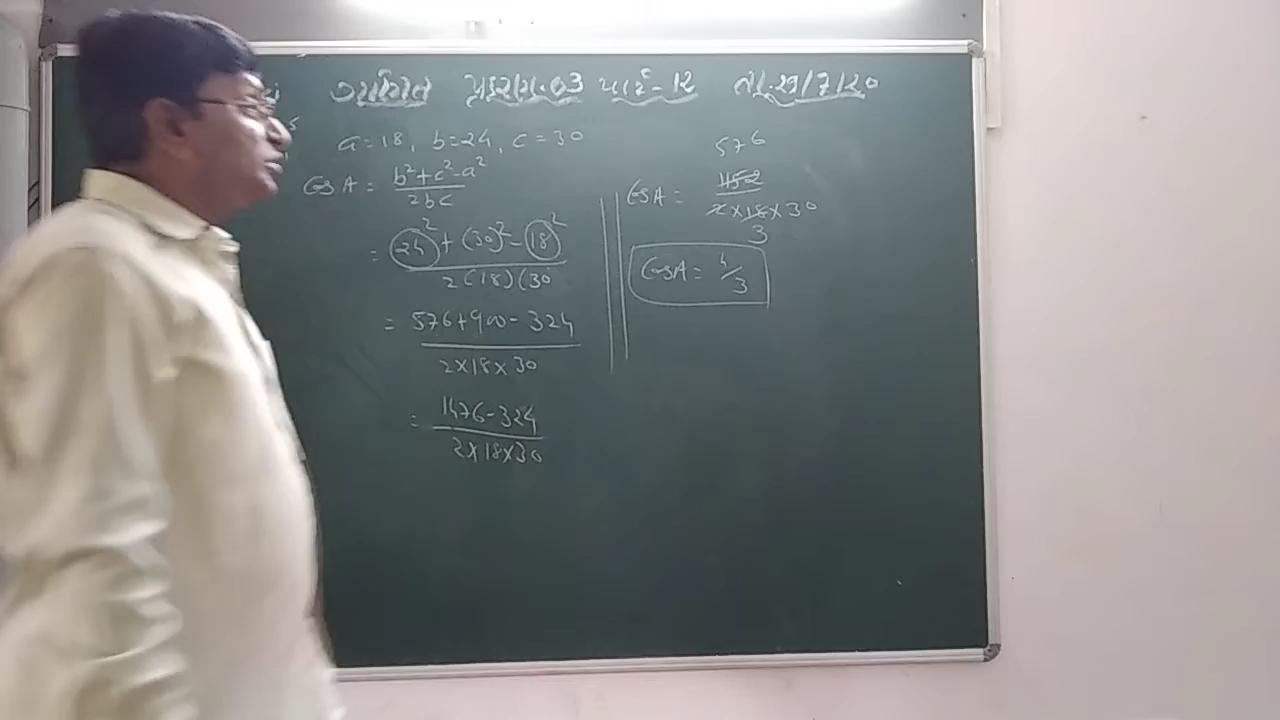 ગણિત પ્રકરણ.03 પાર્ટ-12 તા.29/7/20
a=18, b=24, c=30
Cos A = b²+c²-a² / 2bc
= (24)² + (30)² - (18)² / 2(18)(30
= 576+900-324 / 2×18×30
= 1476-324 / 2×18×30
576
Cos A = 1152 / 2×18×30
3
CosA = 4/3